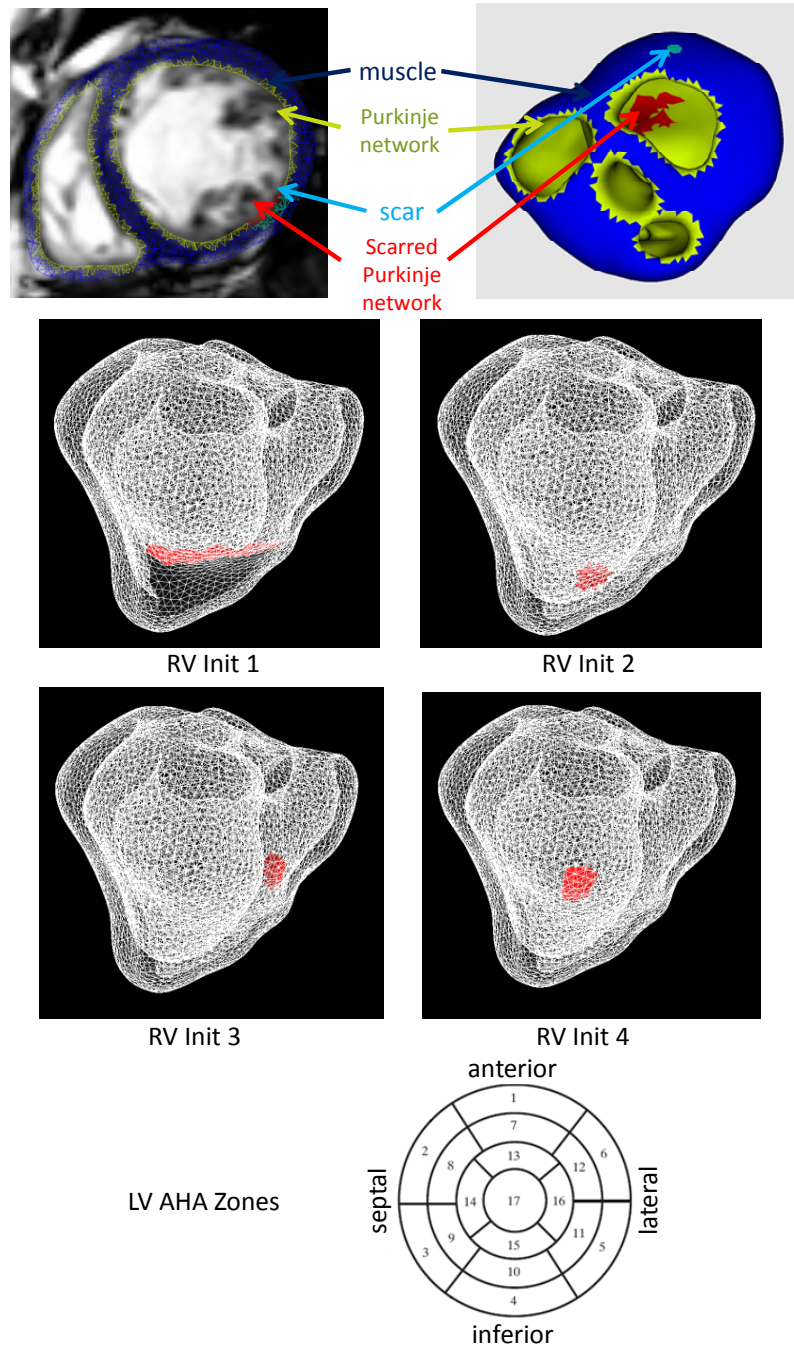 muscle
Purkinje
network
scar
Scarred
Purkinje
network
RV Init 1
RV Init 2
RV Init 3
RV Init 4
anterior
LV AHA Zones
septal
lateral
1
7
2
6
13
8
12
14
17
16
9
11
15
3
5
10
4
inferior